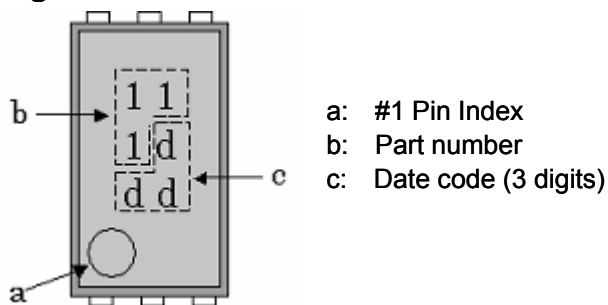 1 1
b
1 d
d d
c
a
a: #1 Pin Index
b: Part number
c: Date code (3 digits)